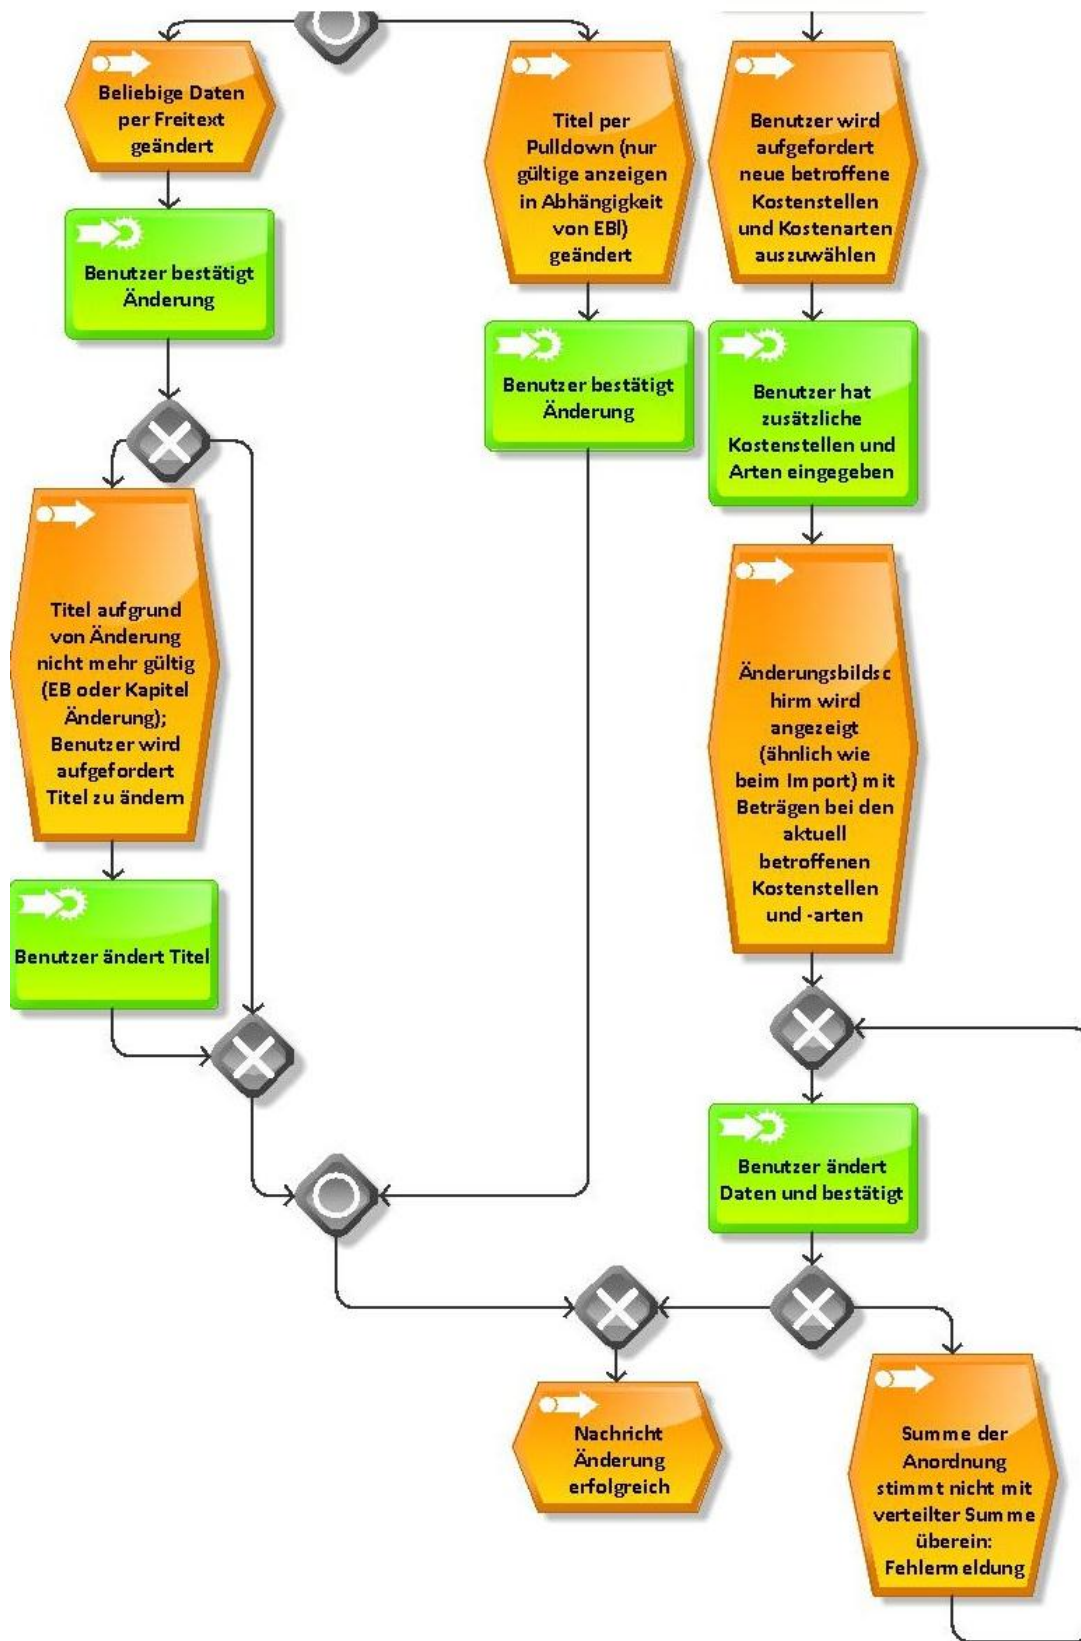 Beliebige Daten
per Freitext
geändert
Titel per
Pulldown (nur
gültige anzeigen
in Abhängigkeit
von EBI)
geändert
Benutzer wird
aufgefordert
neue betroffene
Kostenstellen
und Kostenarten
auszuwählen
Benutzer bestätigt
Änderung
Benutzer bestätigt
Änderung
Benutzer hat
zusätzliche
Kostenstellen und
Arten eingegeben
Titel aufgrund
von Änderung
nicht mehr gültig
(EB oder Kapitel
Änderung);
Benutzer wird
aufgefordert
Titel zu ändern
Änderungsbildsc
hirm wird
angezeigt
(ähnlich wie
beim Import) mit
Beträgen bei den
aktuell
betroffenen
Kostenstellen
und -arten
Benutzer ändert Titel
Benutzer ändert
Daten und bestätigt
Nachricht
Änderung
erfolgreich
Summe der
Anordnung
stimmt nicht mit
verteilter Summe
überein:
Fehlermeldung